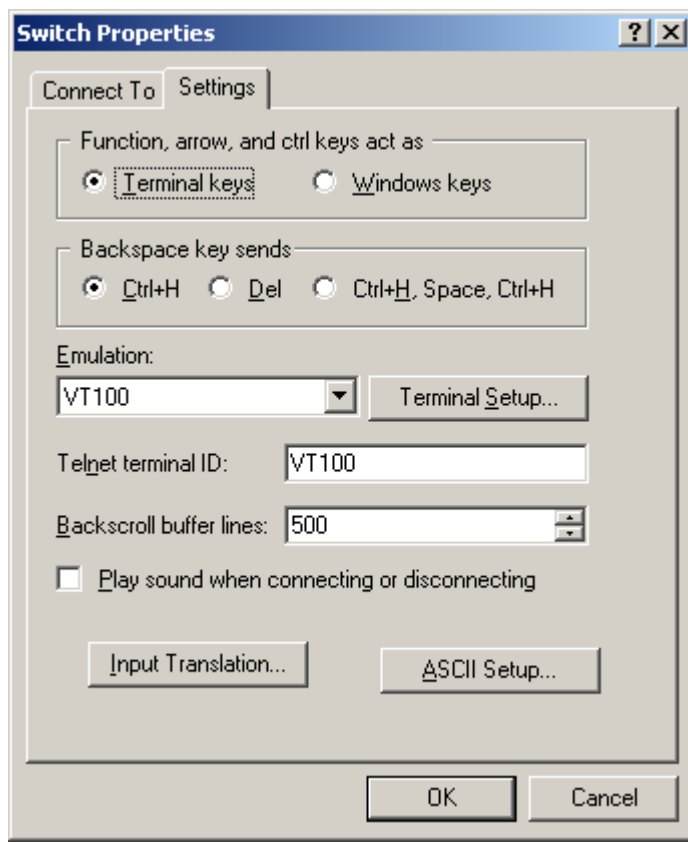 Switch Properties
Connect To Settings
Function, arrow, and ctrl keys act as
Terminal keys Windows keys
Backspace key sends
Ctrl+H Del Ctrl+H, Space, Ctrl+H
Emulation:
VT100 Terminal Setup...
Telnet terminal ID: VT100
Backscroll buffer lines: 500
Play sound when connecting or disconnecting
Input Translation... ASCII Setup...
OK Cancel